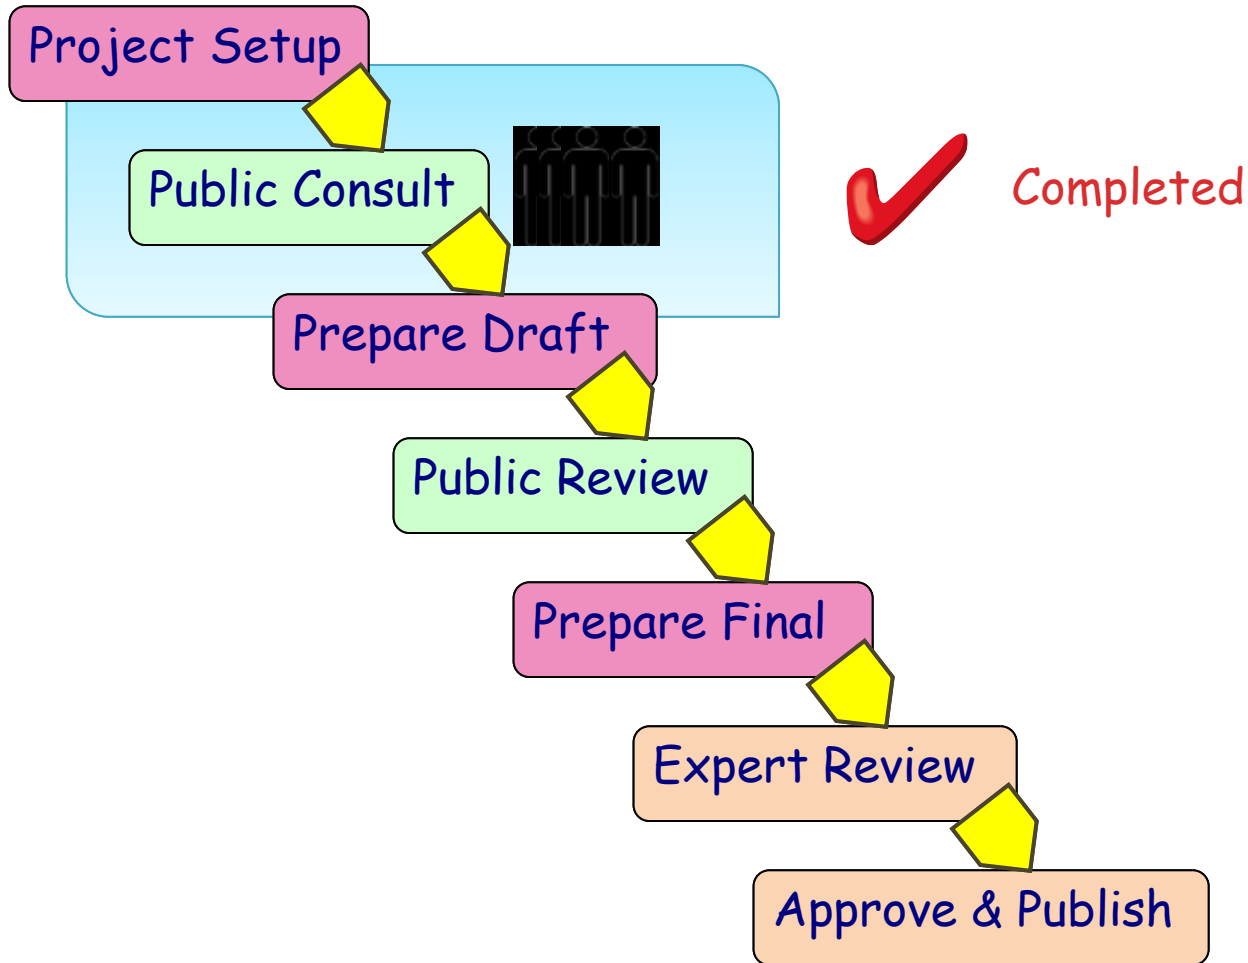 Project Setup
Public Consult
Completed
Prepare Draft
Public Review
Prepare Final
Expert Review
Approve & Publish